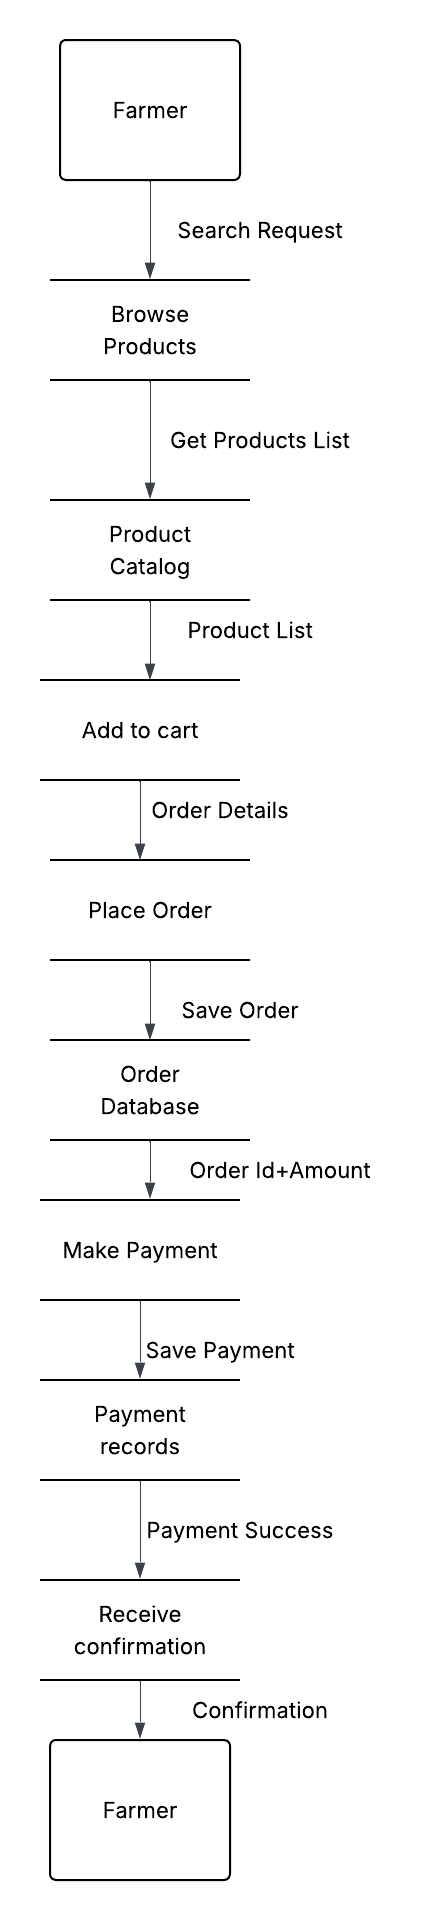 Farmer
Search Request
Browse
Products
Get Products List
Product
Catalog
Product List
Add to cart
Order Details
Place Order
Save Order
Order
Database
Order Id+Amount
Make Payment
Save Payment
Payment
records
Payment Success
Receive
confirmation
Confirmation
Farmer